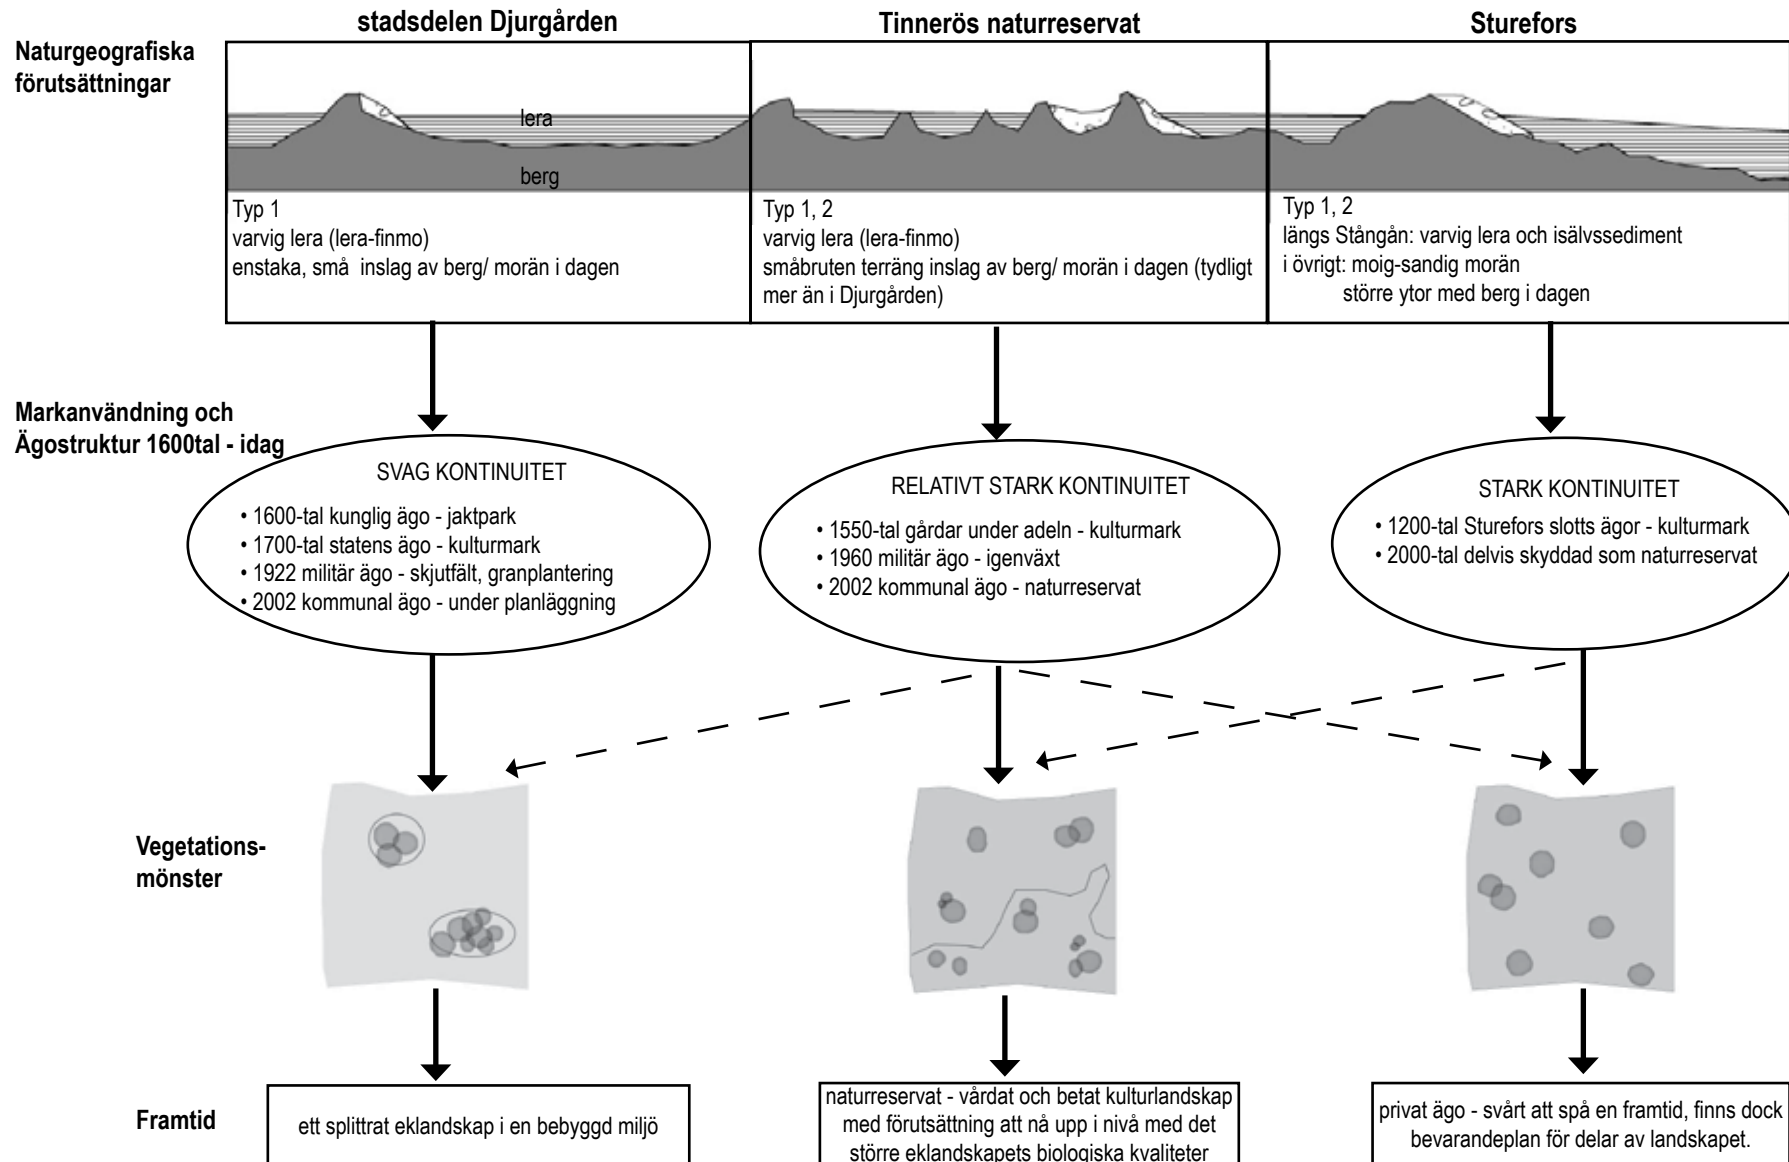 stadsdelen Djurgården
Tinnerös naturreservat
Sturefors
Naturgeografiska
förutsättningar
lera
berg
Typ 1
varvig lera (lera-finmo)
enstaka, små inslag av berg/ morän i dagen
Typ 1, 2
varvig lera (lera-finmo)
småbruten terräng inslag av berg/ morän i dagen (tydligt
mer än i Djurgården)
Typ 1, 2
längs Stångån: varvig lera och isälvssediment
i övrigt: moig-sandig morän
större ytor med berg i dagen
Markanvändning och
Ägostruktur 1600tal - idag
SVAG KONTINUITET
• 1600-tal kunglig ägo - jaktpark
• 1700-tal statens ägo - kulturmark
• 1922 militär ägo - skjutfält, granplantering
• 2002 kommunal ägo - under planläggning
RELATIVT STARK KONTINUITET
• 1550-tal gårdar under adeln - kulturmark
• 1960 militär ägo - igenväxt
• 2002 kommunal ägo - naturreservat
STARK KONTINUITET
• 1200-tal Sturefors slotts ägor - kulturmark
• 2000-tal delvis skyddad som naturreservat
Vegetations-
mönster
Framtid
ett splittrat eklandskap i en bebyggd miljö
naturreservat - vårdat och betat kulturlandskap
med förutsättning att nå upp i nivå med det
större eklandskapets biologiska kvaliteter
privat ägo - svårt att spå en framtid, finns dock
bevarandeplan för delar av landskapet.